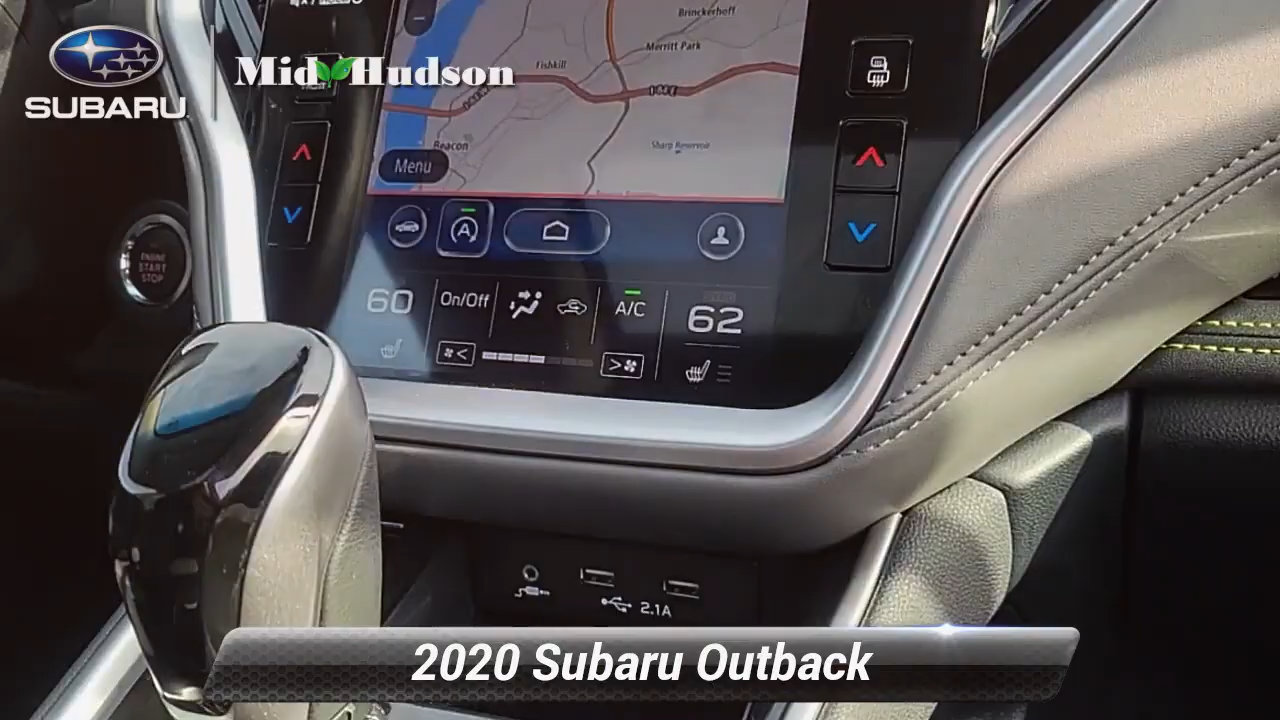 SUBARU
Mid Hudson
Brinckerhoff
Merritt Park
Fishkill
Beacon
Sharp Reservoir
Menu
A
ENGINE
START
STOP
60
On/Off
A/C
62
2.1A
2020 Subaru Outback